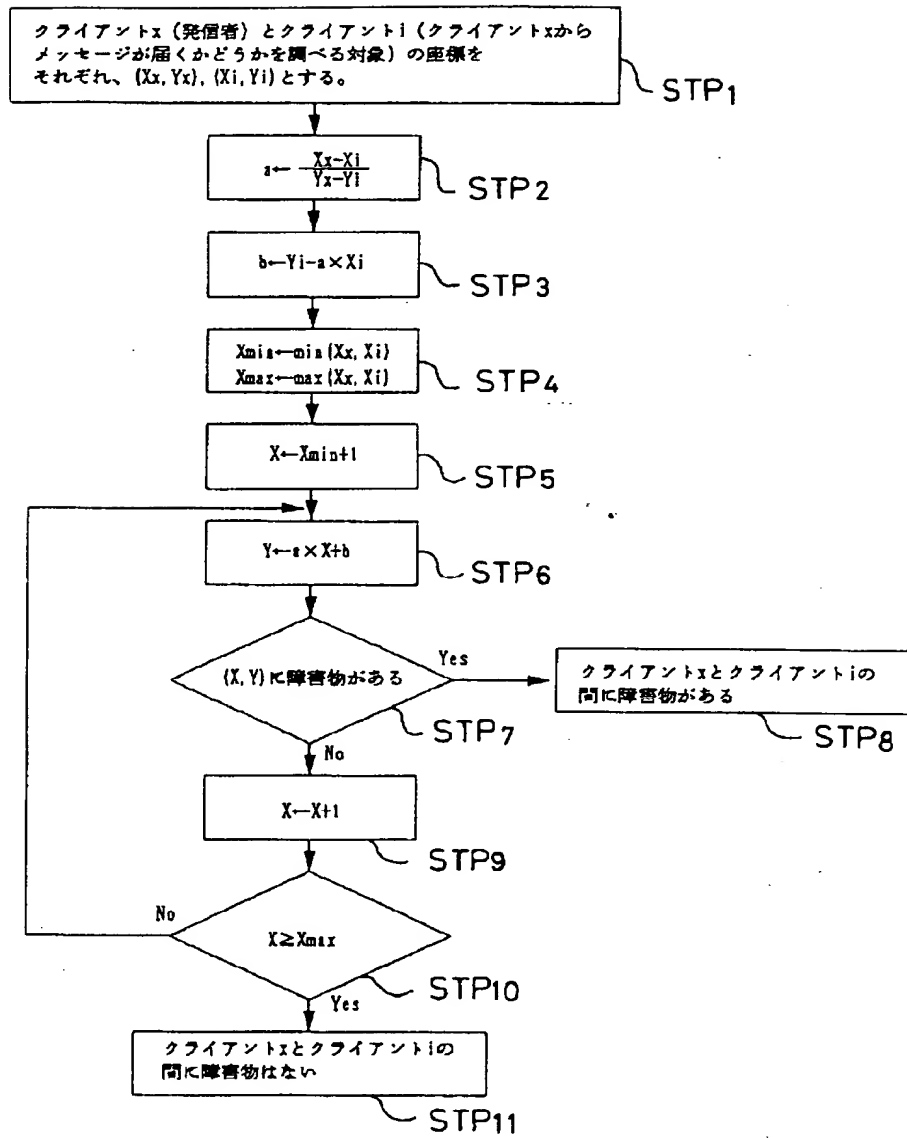 クライアントx（発信者）とクライアントi（クライアントxから
メッセージが届くかどうかを調べる対象）の座標を
それぞれ、(Xx,Yx),(Xi,Yi)とする。
STP1
a← Xx-Xi
Yx-Yi
STP2
b←Yi-a×Xi
STP3
Xmin←min(Xx,Xi)
Xmax←max(Xx,Xi)
STP4
X←Xmin+1
STP5
Y←a×X+b
STP6
(X,Y)に障害物がある
Yes
STP7
No
クライアントxとクライアントiの
間に障害物がある
STP8
X←X+1
STP9
No
X≧Xmax
STP10
Yes
クライアントxとクライアントiの
間に障害物はない
STP11